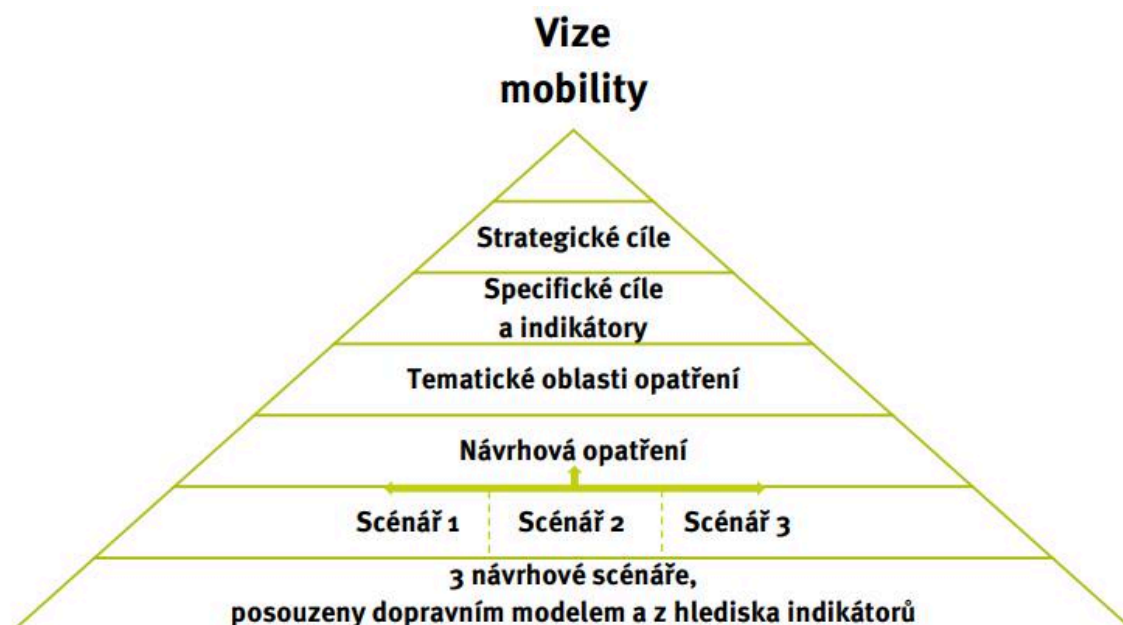 Vize
mobility
Strategické cíle
Specifické cíle
a indikátory
Tematické oblasti opatření
Návrhová opatření
Scénář 1 Scénář 2 Scénář 3
3 návrhové scénáře,
posouzeny dopravním modelem a z hlediska indikátorů